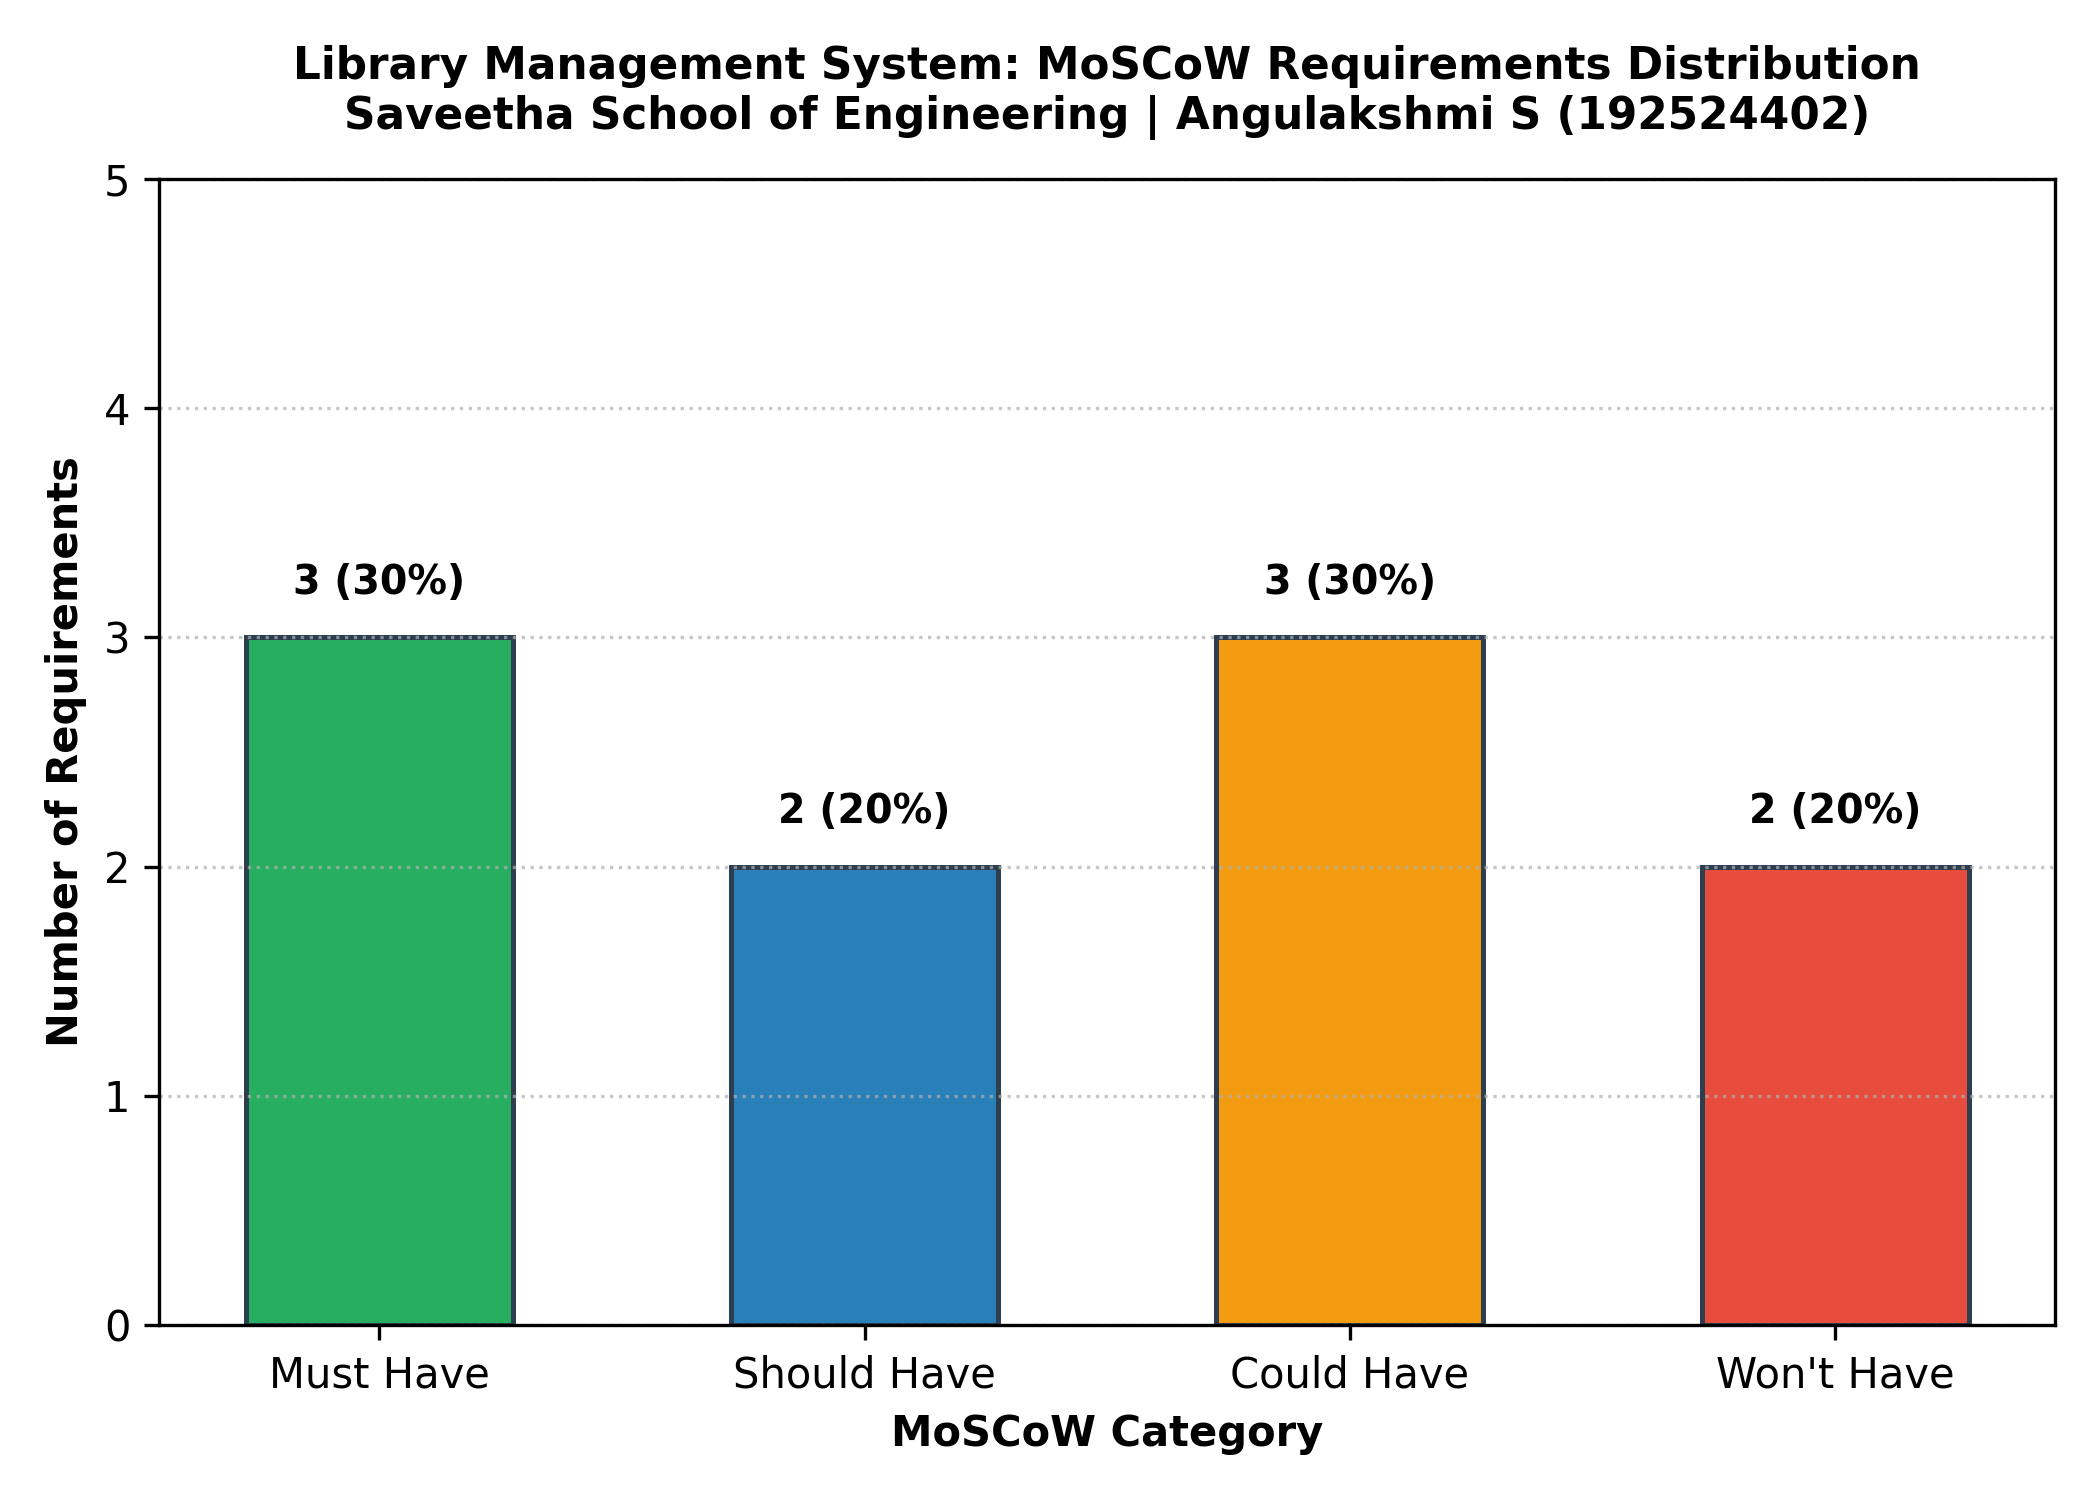 Library Management System: MoSCoW Requirements Distribution
Saveetha School of Engineering | Angulakshmi S (192524402)
Number of Requirements
5
4
3
2
1
0
3 (30%)
2 (20%)
3 (30%)
2 (20%)
Must Have
Should Have
Could Have
Won't Have
MoSCoW Category